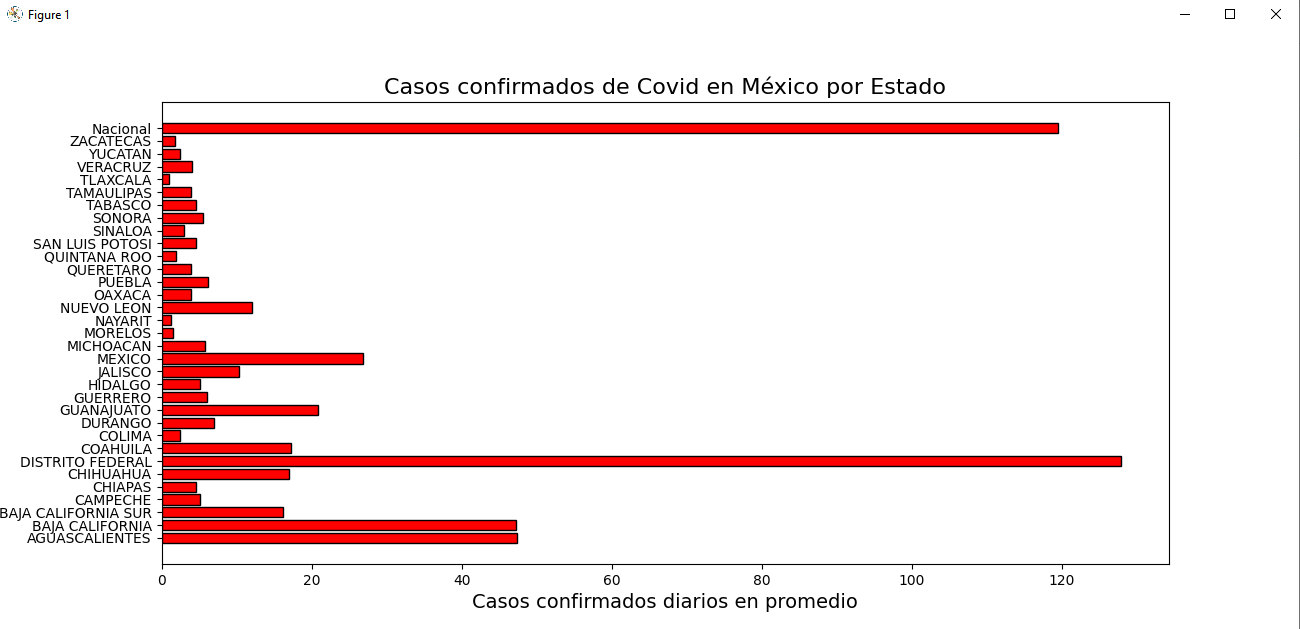 Figure 1
Casos confirmados de Covid en México por Estado
Nacional
ZACATECAS
YUCATAN
VERACRUZ
TLAXCALA
TAMAULIPAS
TABASCO
SONORA
SINALOA
SAN LUIS POTOSI
QUINTANA ROO
QUERETARO
PUEBLA
OAXACA
NUEVO LEON
NAYARIT
MORELOS
MICHOACAN
MEXICO
JALISCO
HIDALGO
GUERRERO
GUANAJUATO
DURANGO
COLIMA
COAHUILA
DISTRITO FEDERAL
CHIHUAHUA
CHIAPAS
CAMPECHE
BAJA CALIFORNIA SUR
BAJA CALIFORNIA
AGUASCALIENTES
0 20 40 60 80 100 120
Casos confirmados diarios en promedio